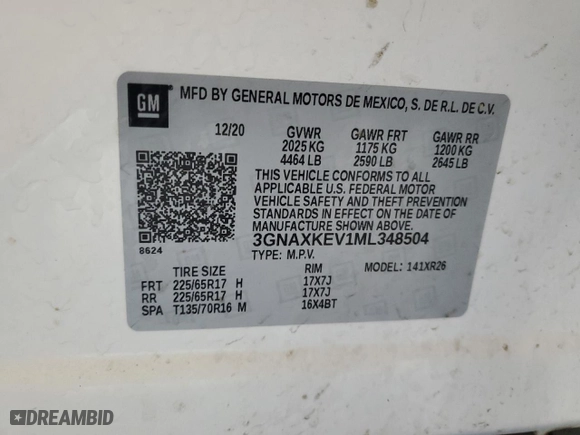 GM
MFD BY GENERAL MOTORS DE MEXICO, S. DE R.L. DE C.V.
12/20 GVWR GAWR FRT GAWR RR
2025 KG 1175 KG 1200 KG
4464 LB 2590 LB 2645 LB
THIS VEHICLE CONFORMS TO ALL
APPLICABLE U.S. FEDERAL MOTOR
VEHICLE SAFETY AND THEFT PREVENTION
STANDARDS IN EFFECT ON THE DATE OF
MANUFACTURE SHOWN ABOVE.
3GNAXKEV1ML348504
8624
TYPE: M.P.V.
TIRE SIZE RIM MODEL: 141XR26
FRT 225/65R17 H 17X7J
RR 225/65R17 H 17X7J
SPA T135/70R16 M 16X4BT
DREAMBID